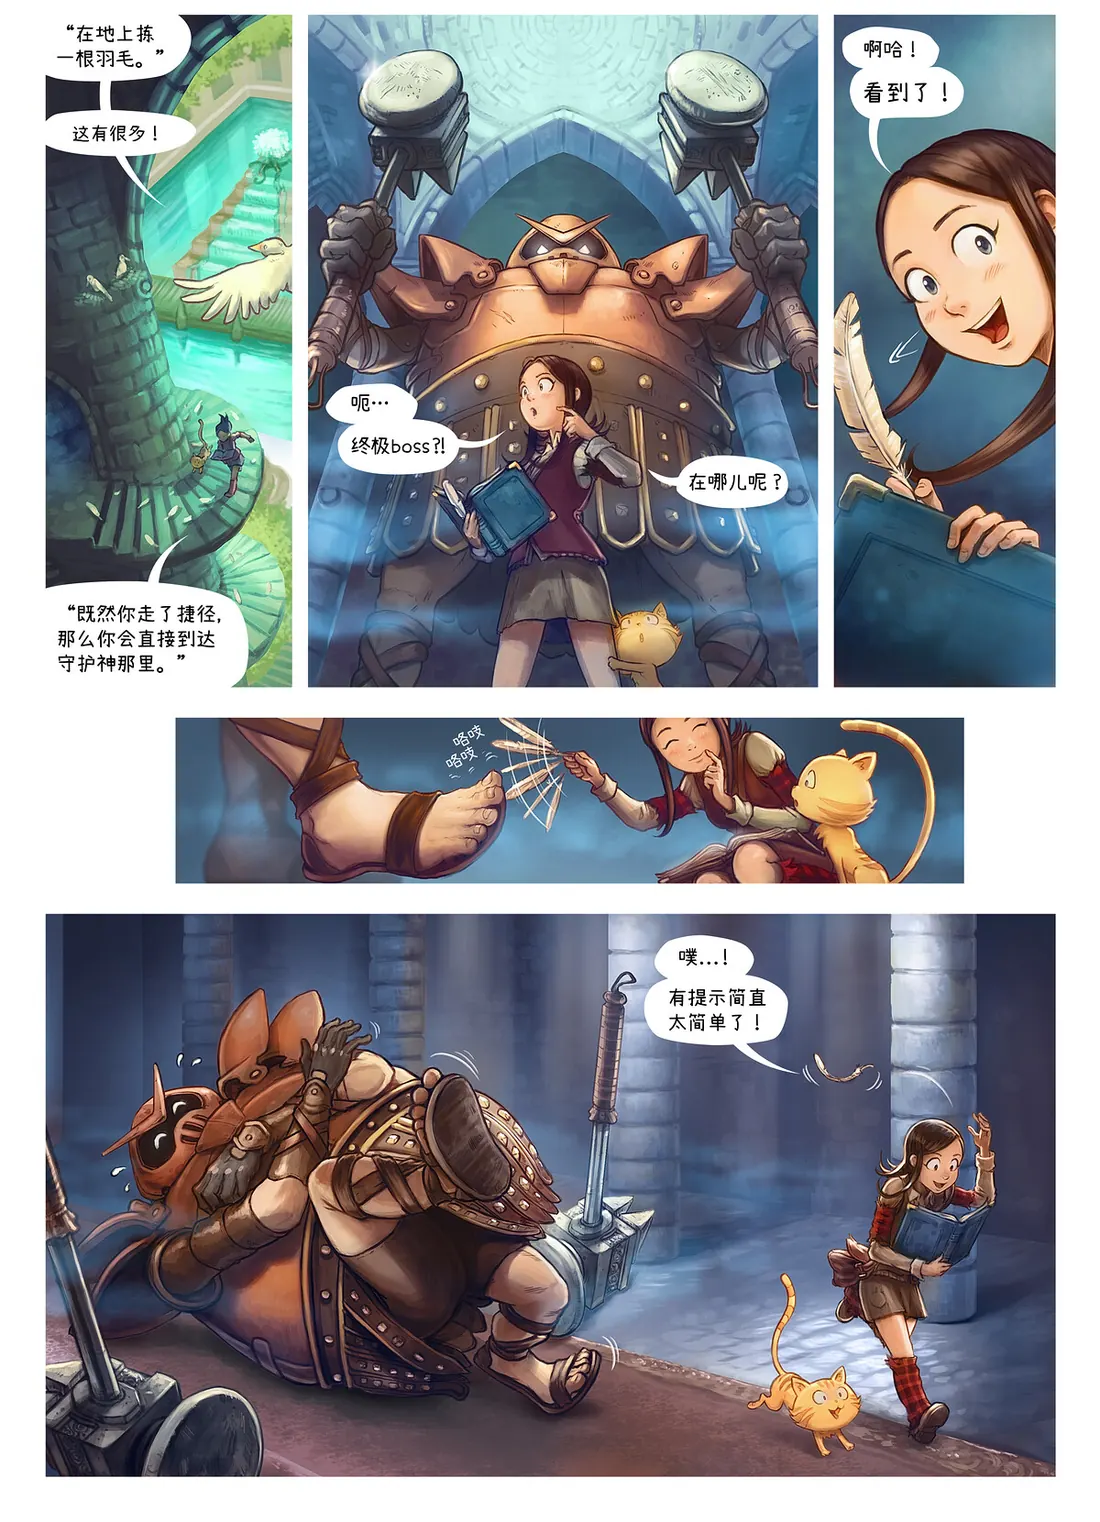 “在地上拣
一根羽毛。”
这有很多！
“既然你走了捷径,
那么你会直接到达
守护神那里。”
呃…
终极boss?!
在哪儿呢？
啊哈！
看到了！
咯吱
咯吱
噗…!
有提示简直
太简单了！